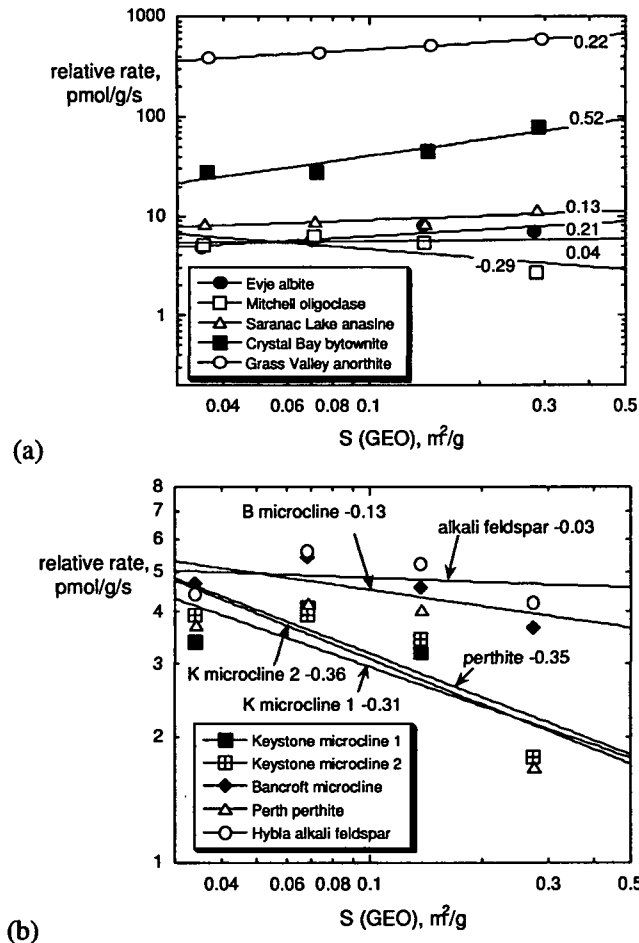 1000
relative rate,
pmol/g/s
100
10
1
0.22
0.52
0.13
0.21
0.04
-0.29
Evje albite
Mitchell oligoclase
Saranac Lake anasine
Crystal Bay bytownite
Grass Valley anorthite
0.04 0.06 0.08 0.1 0.3 0.5
S (GEO), m²/g
(a)
8
7
6
5
4
3
2
1
relative rate,
pmol/g/s
B microcline -0.13
alkali feldspar -0.03
K microcline 2 -0.36
perthite -0.35
K microcline 1 -0.31
Keystone microcline 1
Keystone microcline 2
Bancroft microcline
Perth perthite
Hybla alkali feldspar
0.04 0.06 0.08 0.1 0.3 0.5
S (GEO), m²/g
(b)